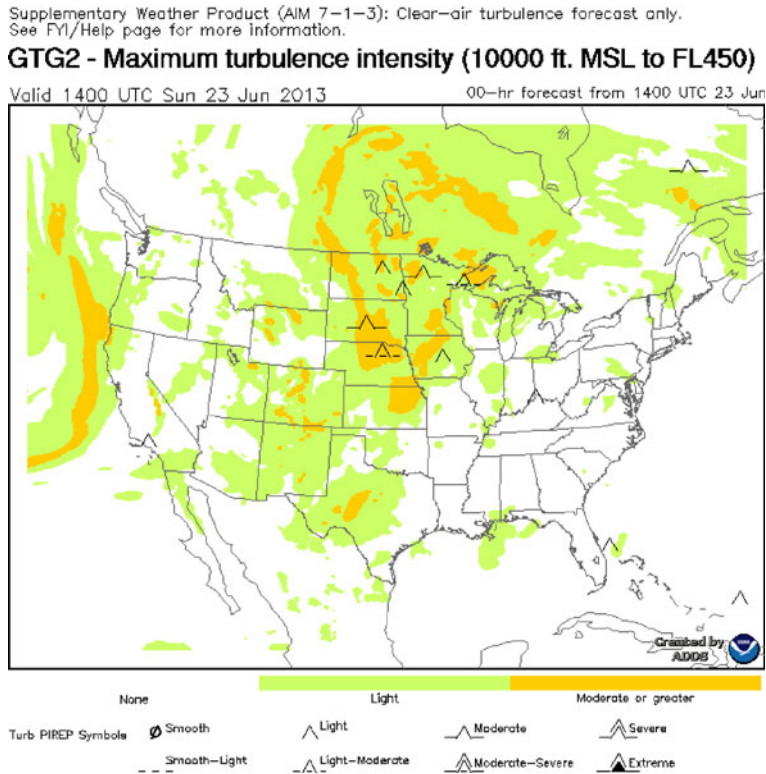 Supplementary Weather Product (AIM 7-1-3): Clear-air turbulence forecast only.
See FYI/Help page for more information.
GTG2 - Maximum turbulence intensity (10000 ft. MSL to FL450)
Valid 1400 UTC Sun 23 Jun 2013 00-hr forecast from 1400 UTC 23 Jun
Created by
ADDS
None Light Moderate or greater
Turb PIREP Symbols Smooth Light Moderate Severe
Smooth-Light Light-Moderate Moderate-Severe Extreme